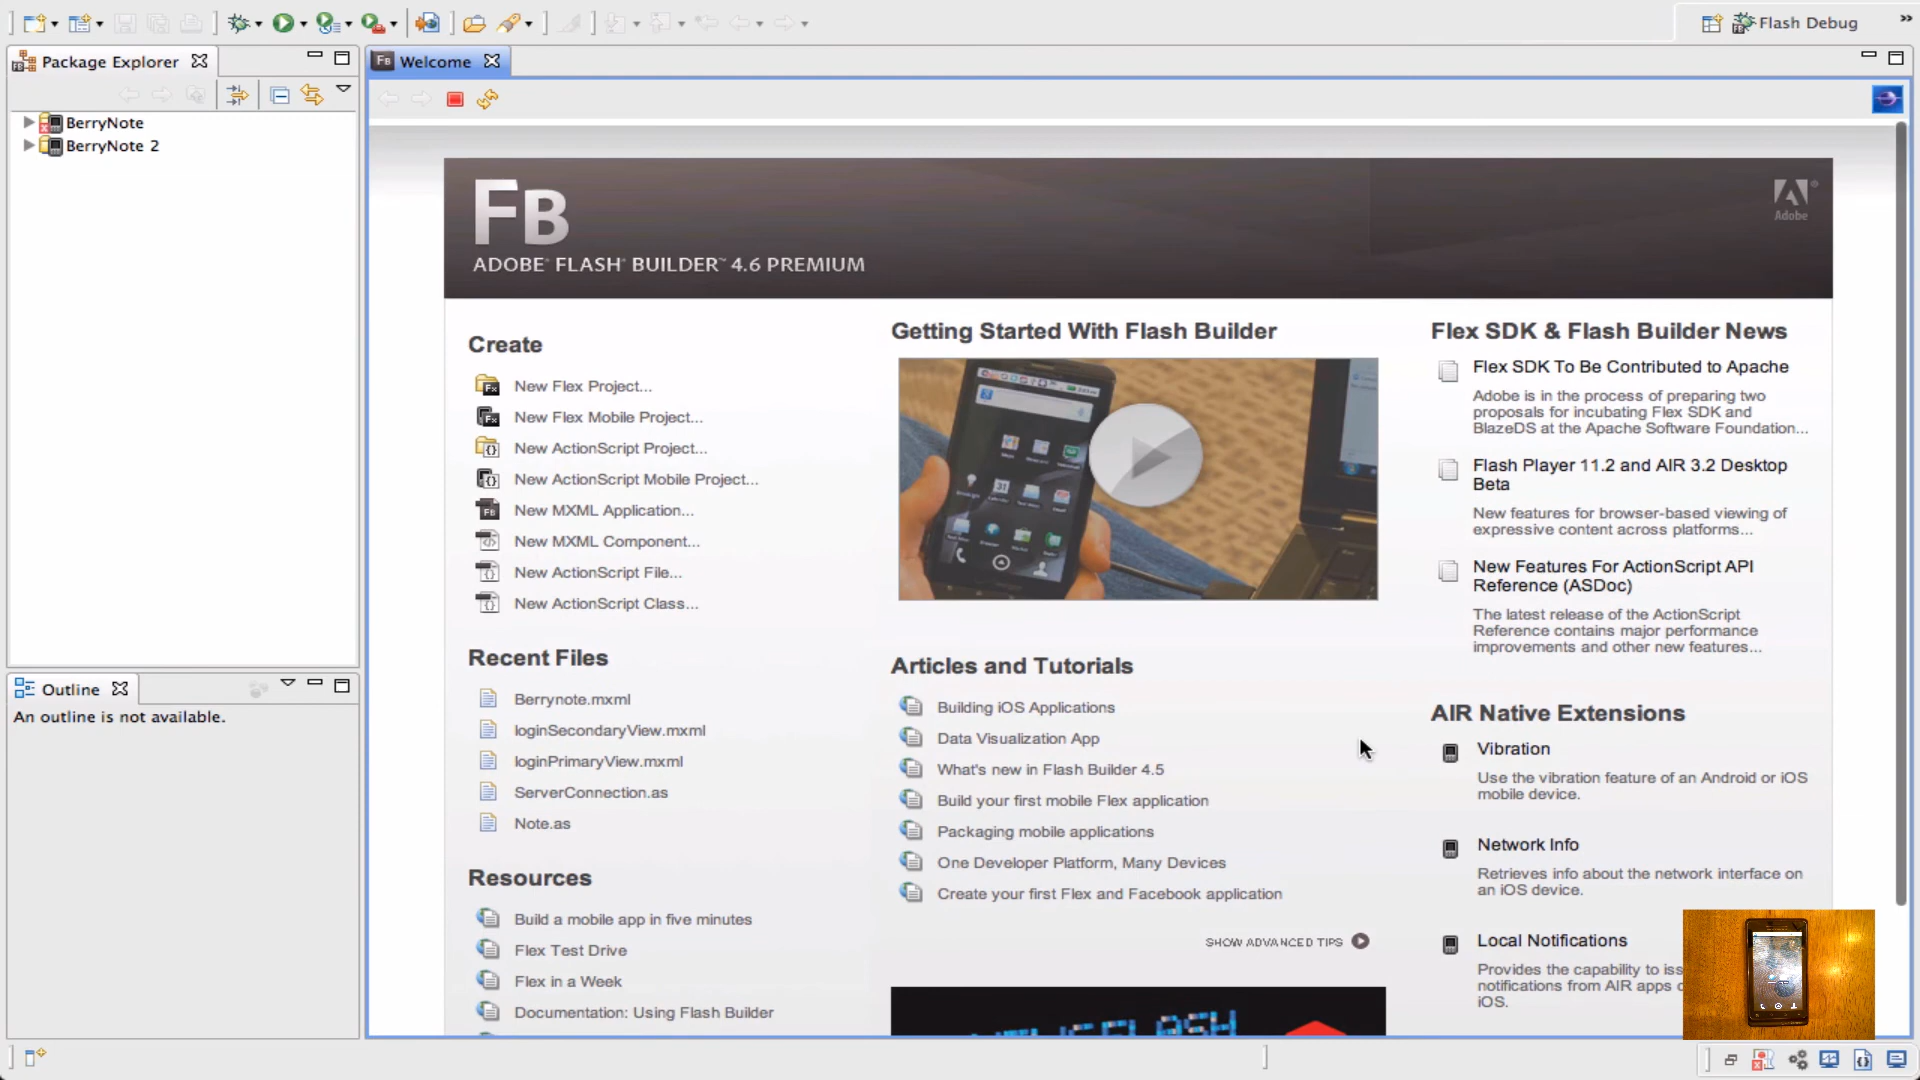 Flash Debug
Package Explorer
BerryNote
BerryNote 2
Outline
An outline is not available.
Welcome
FB
Adobe
ADOBE® FLASH® BUILDER™ 4.6 PREMIUM
Create
New Flex Project...
New Flex Mobile Project...
New ActionScript Project...
New ActionScript Mobile Project...
New MXML Application...
New MXML Component...
New ActionScript File...
New ActionScript Class...
Recent Files
Berrynote.mxml
loginSecondaryView.mxml
loginPrimaryView.mxml
ServerConnection.as
Note.as
Resources
Build a mobile app in five minutes
Flex Test Drive
Flex in a Week
Documentation: Using Flash Builder
Getting Started With Flash Builder
Articles and Tutorials
Building iOS Applications
Data Visualization App
What's new in Flash Builder 4.5
Build your first mobile Flex application
Packaging mobile applications
One Developer Platform, Many Devices
Create your first Flex and Facebook application
SHOW ADVANCED TIPS
Flex SDK & Flash Builder News
Flex SDK To Be Contributed to Apache
Adobe is in the process of preparing two
proposals for incubating Flex SDK and
BlazeDS at the Apache Software Foundation...
Flash Player 11.2 and AIR 3.2 Desktop
Beta
New features for browser-based viewing of
expressive content across platforms...
New Features For ActionScript API
Reference (ASDoc)
The latest release of the ActionScript
Reference contains major performance
improvements and other new features...
AIR Native Extensions
Vibration
Use the vibration feature of an Android or iOS
mobile device.
Network Info
Retrieves info about the network interface on
an iOS device.
Local Notifications
Provides the capability to
notifications from AIR apps
iOS.